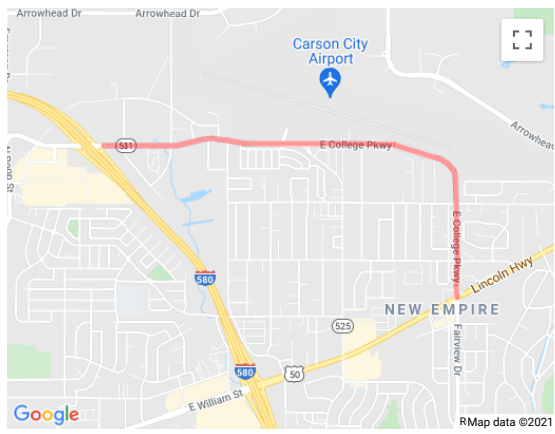 Arrowhead Dr
Arrowhead Dr
Carson City
Airport
Arrowhead
531
E College Pkwy
E College Pkwy
Lincoln Hwy
580
NEW EMPIRE
525
Fairview Dr
580
50
E William St
Google
RMap data ©2021